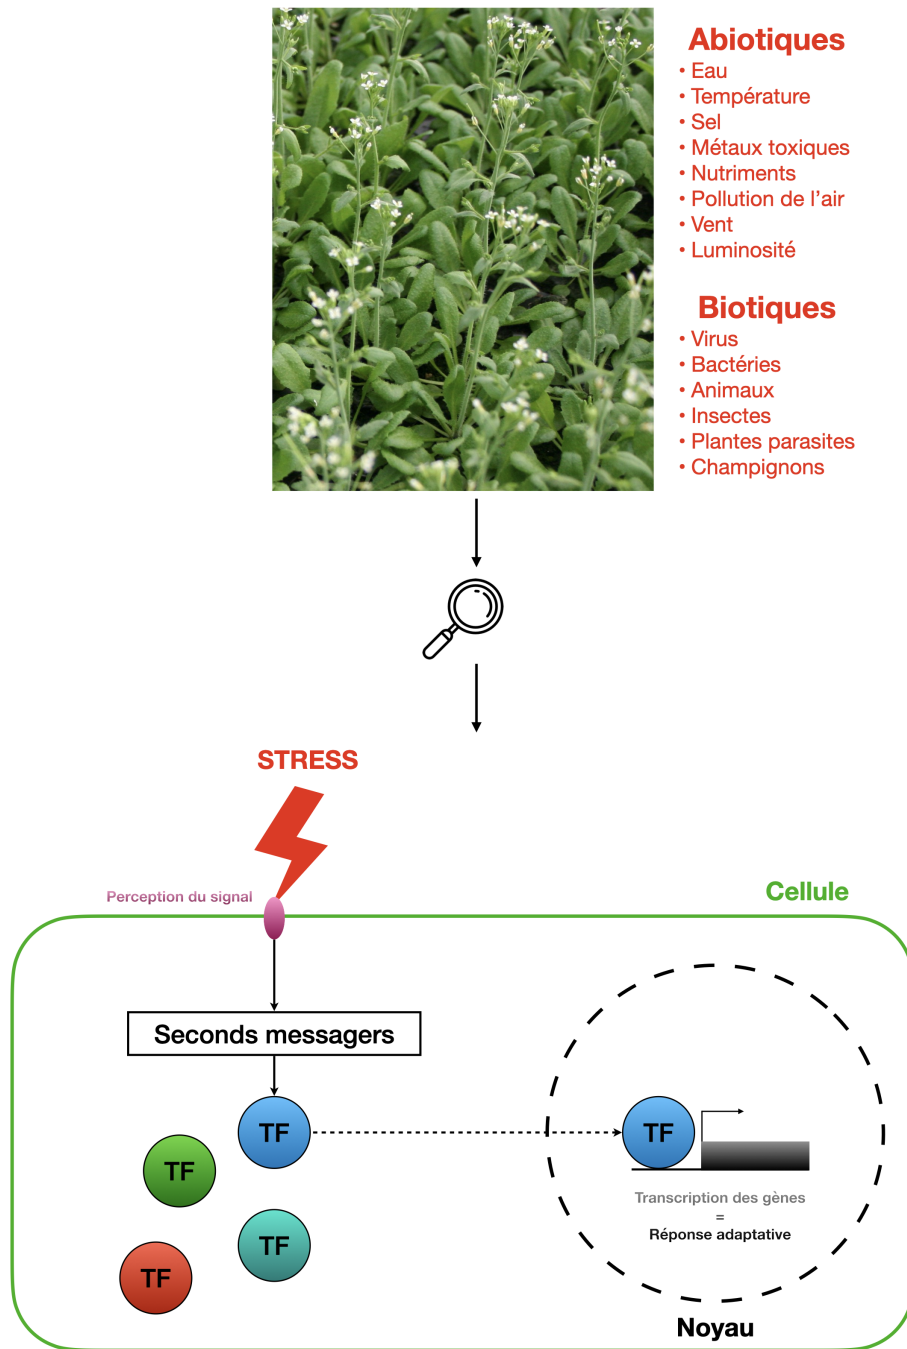 Abiotiques
• Eau
• Température
• Sel
• Métaux toxiques
• Nutriments
• Pollution de l’air
• Vent
• Luminosité
Biotiques
• Virus
• Bactéries
• Animaux
• Insectes
• Plantes parasites
• Champignons
STRESS
Perception du signal
Cellule
Seconds messagers
TF
TF
TF
TF
TF
Transcription des gènes
=
Réponse adaptative
Noyau